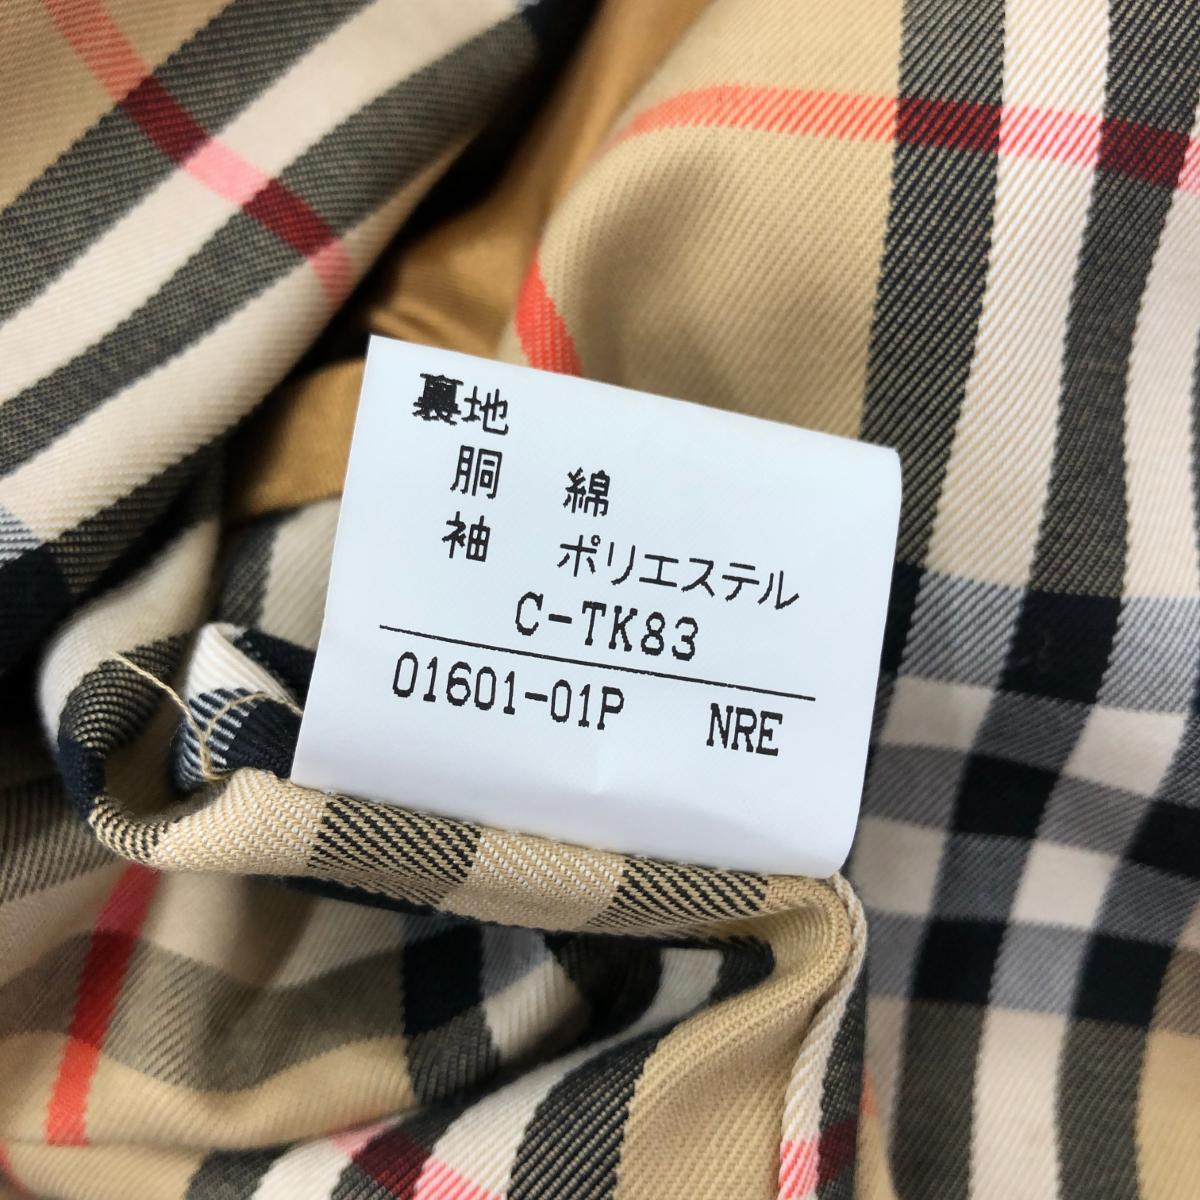 裏地
胴 綿
袖 ポリエステル
C-TK83
01601-01P NRE